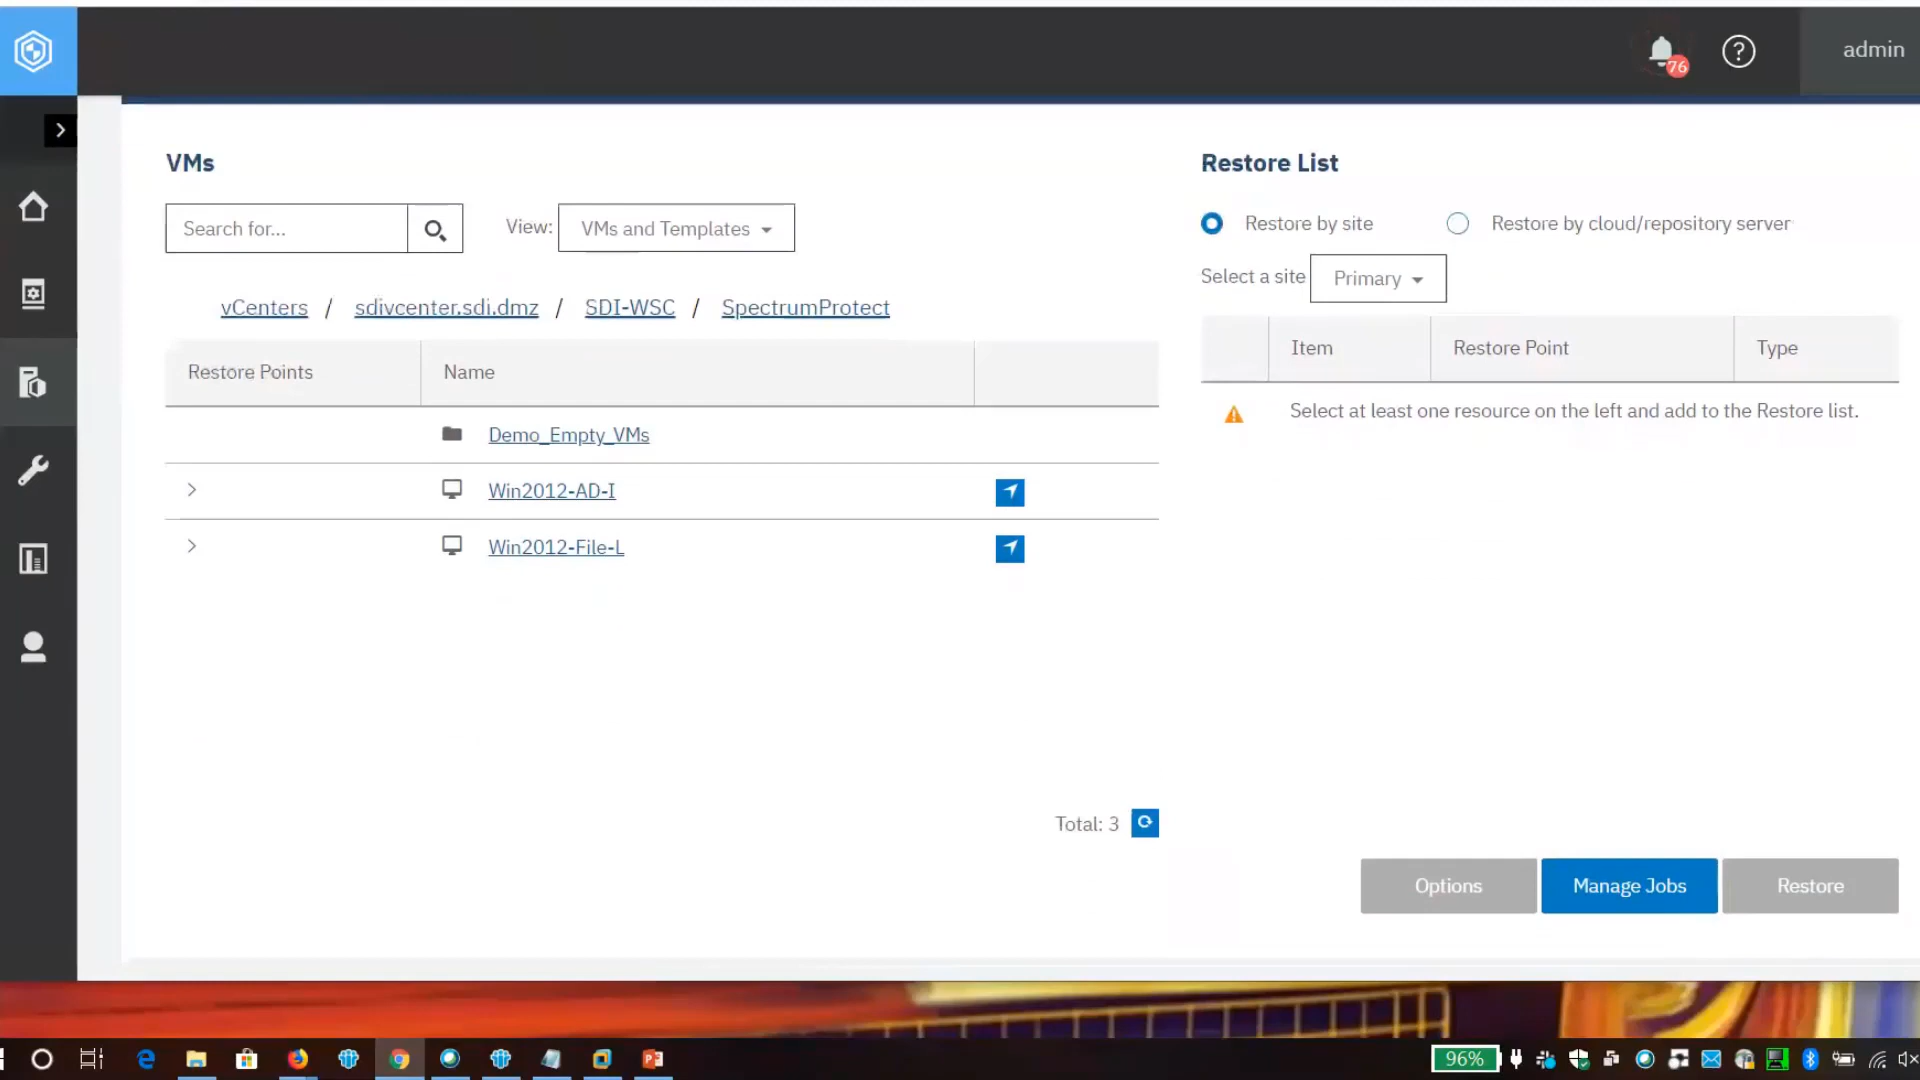 76
admin
VMs
Search for...
View:
VMs and Templates
vCenters / sdivcenter.sdi.dmz / SDI-WSC / SpectrumProtect
Restore Points
Name
Demo_Empty_VMs
Win2012-AD-I
Win2012-File-L
Total: 3
Restore List
Restore by site
Restore by cloud/repository server
Select a site
Primary
Item
Restore Point
Type
Select at least one resource on the left and add to the Restore list.
Options
Manage Jobs
Restore
96%